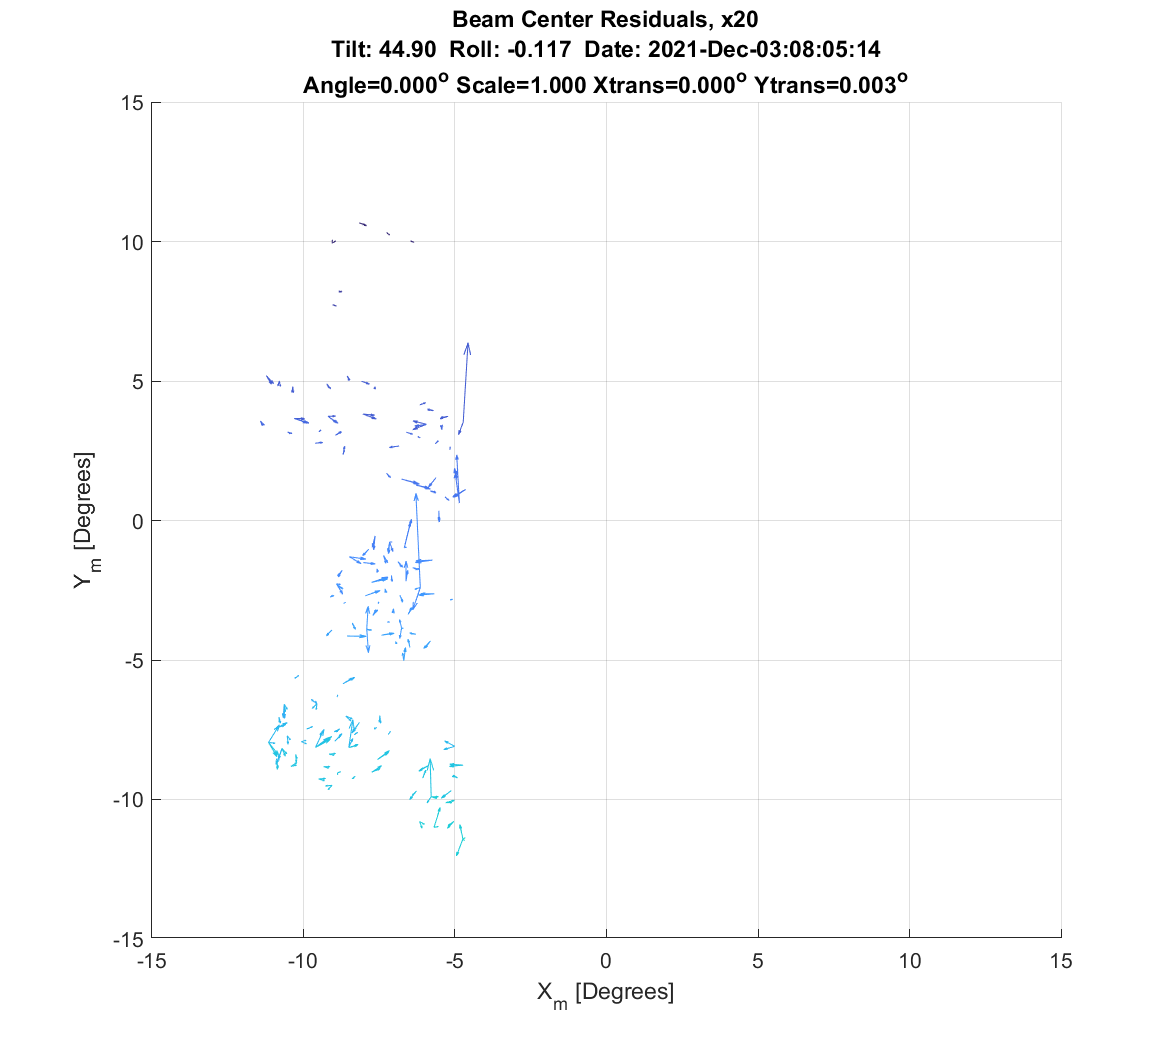 Beam Center Residuals, x20
Tilt: 44.90 Roll: -0.117 Date: 2021-Dec-03:08:05:14
Angle=0.000° Scale=1.000 Xtrans=0.000° Ytrans=0.003°
15
10
5
0
-5
-10
-15
Y_m [Degrees]
-15 -10 -5 0 5 10 15
X_m [Degrees]